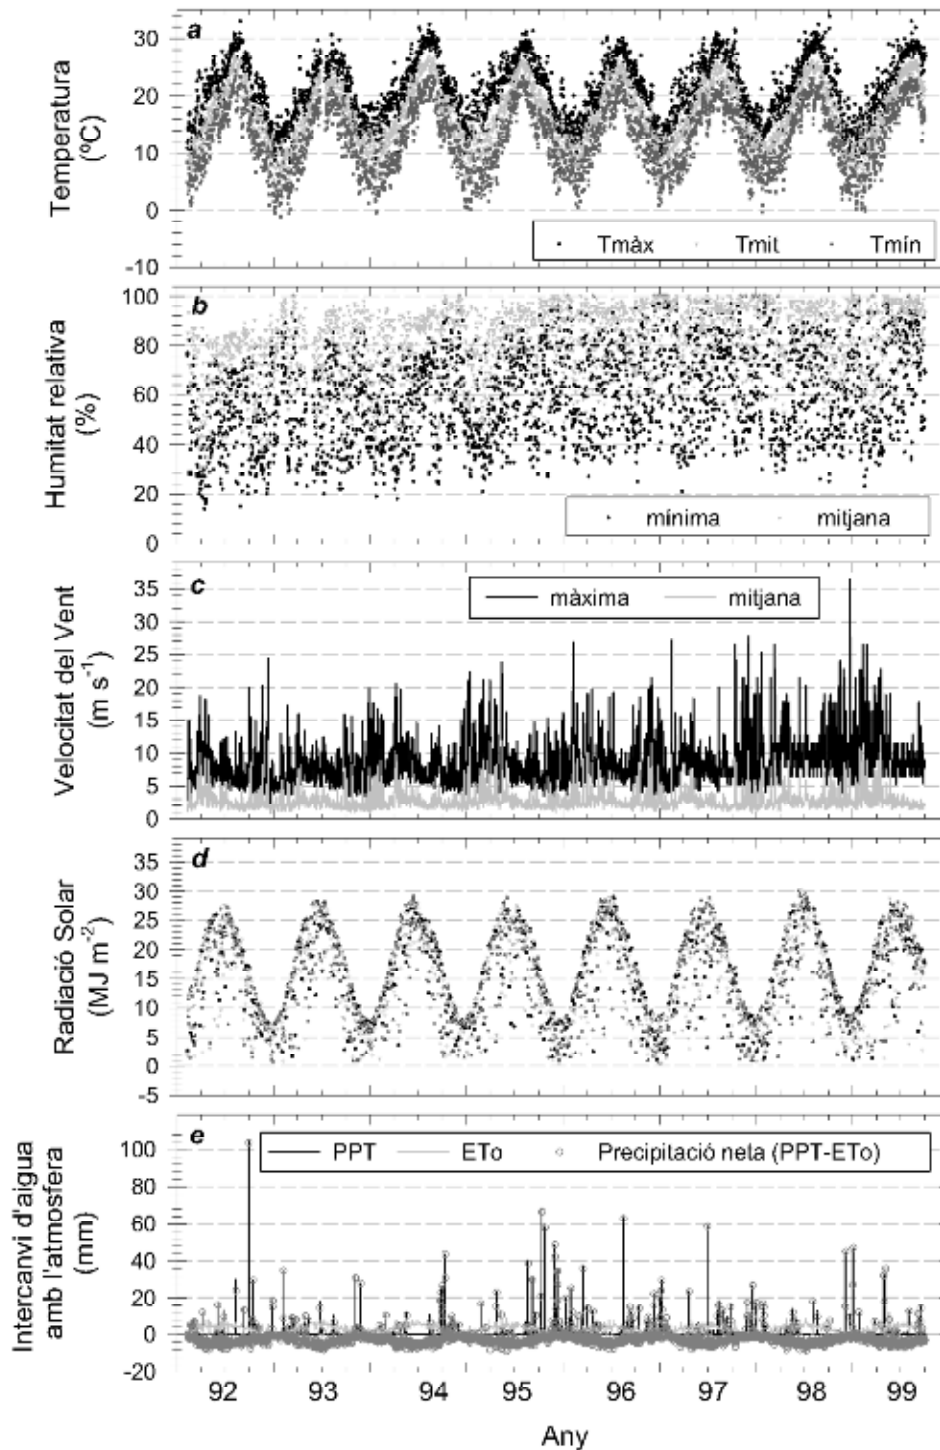 a
30
20
10
0
-10
Temperatura
(ºC)
Tmàx Tmit Tmín
b
100
80
60
40
20
0
Humitat relativa
(%)
mínima mitjana
c
35
30
25
20
15
10
5
0
Velocitat del Vent
(m s-1)
màxima mitjana
d
35
30
25
20
15
10
5
0
-5
Radiació Solar
(MJ m-2)
e
100
80
60
40
20
0
-20
Intercanvi d'aigua
amb l'atmosfera
(mm)
PPT ETo Precipitació neta (PPT-ETo)
92 93 94 95 96 97 98 99
Any